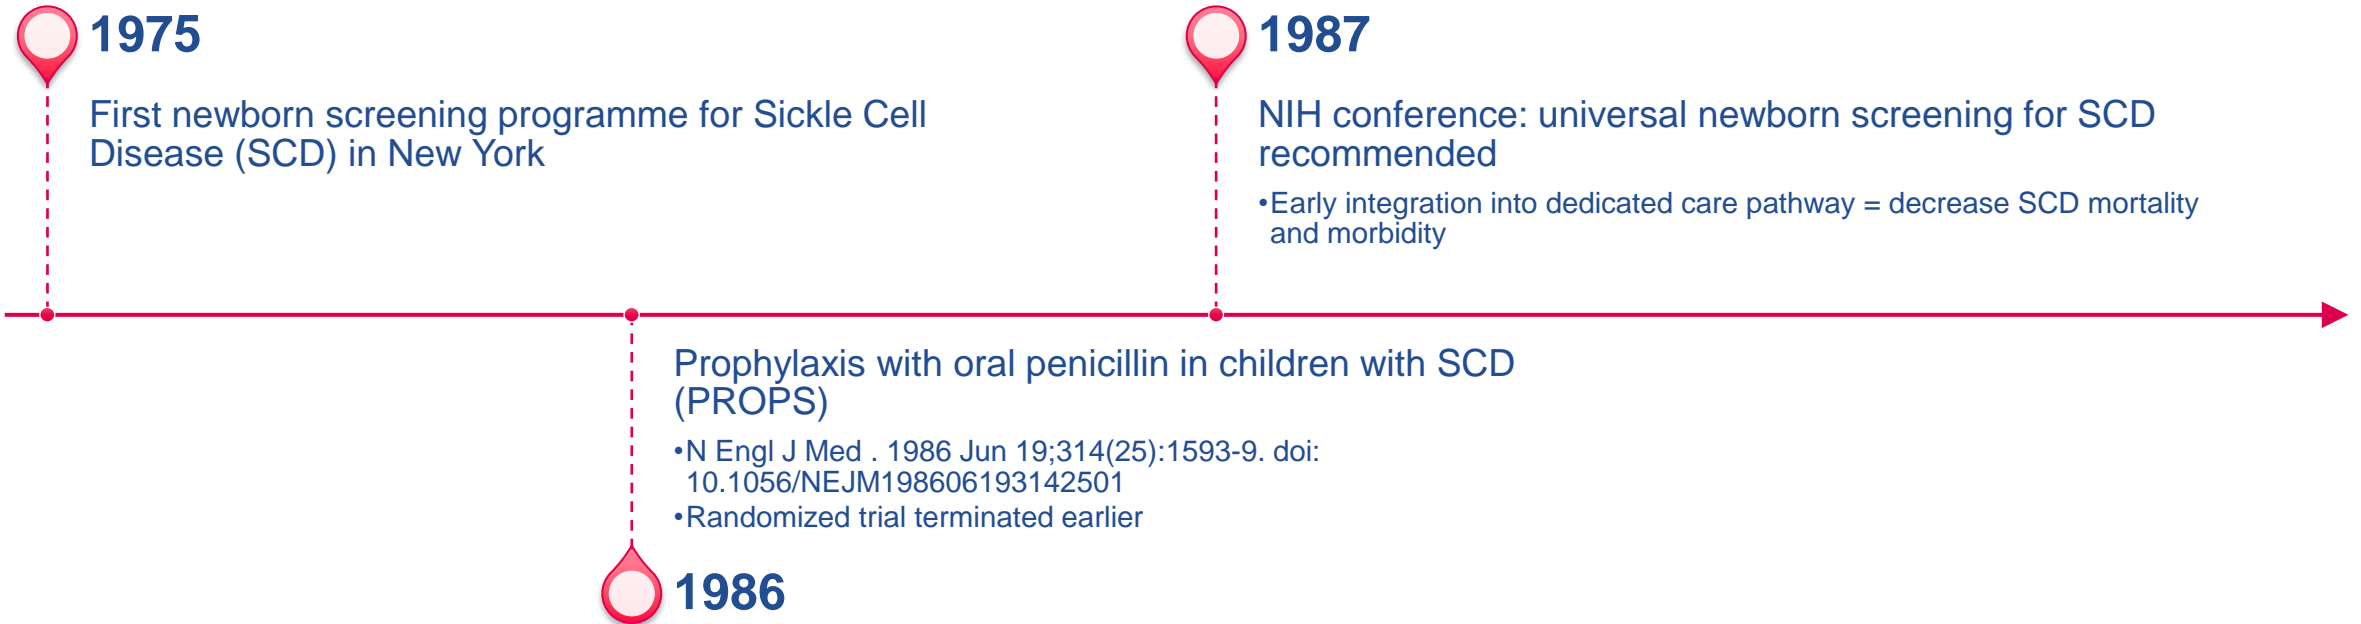 1975
First newborn screening programme for Sickle Cell
Disease (SCD) in New York
1986
Prophylaxis with oral penicillin in children with SCD
(PROPS)
•N Engl J Med . 1986 Jun 19;314(25):1593-9. doi:
10.1056/NEJM198606193142501
•Randomized trial terminated earlier
1987
NIH conference: universal newborn screening for SCD
recommended
•Early integration into dedicated care pathway = decrease SCD mortality
and morbidity